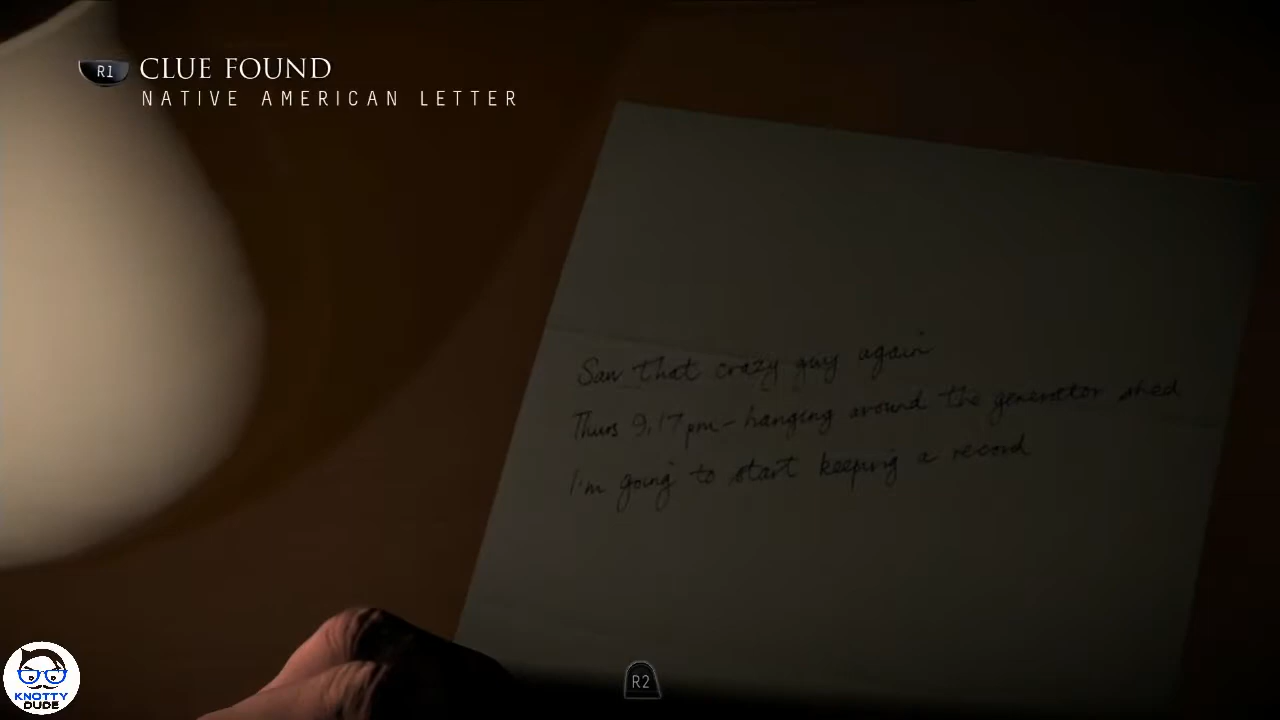 R1 CLUE FOUND
NATIVE AMERICAN LETTER
Saw that crazy guy again
Thurs 9.17pm - hanging around the generator shed
I'm going to start keeping a record
R2
KNOTTY
DUDE